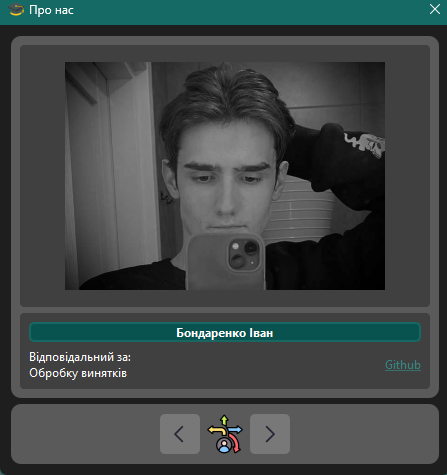 Про нас
Бондаренко Іван
Відповідальний за:
Обробку винятків
Github